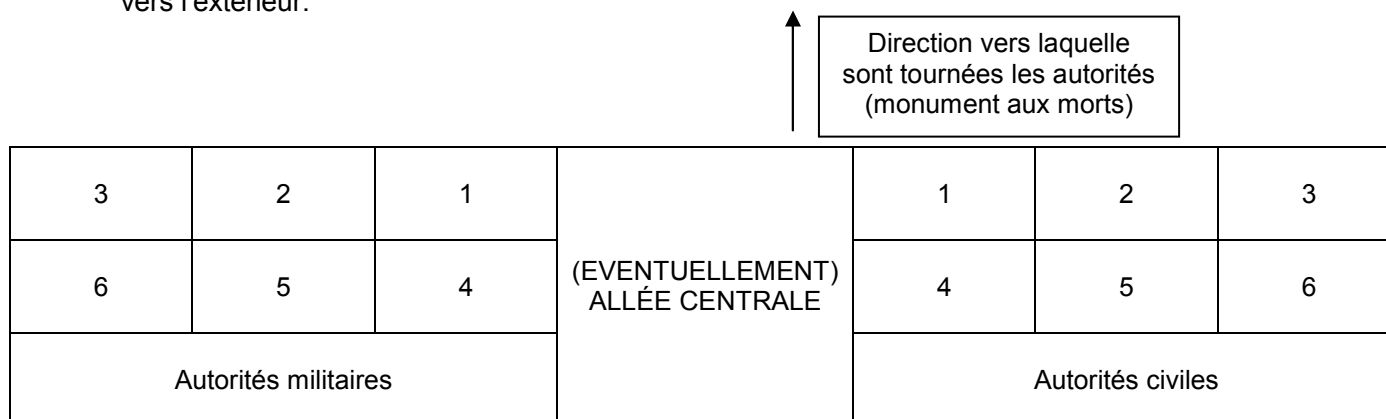 vers l'extérieur.
Direction vers laquelle
sont tournées les autorités
(monument aux morts)
3 2 1 1 2 3
6 5 4 (EVENTUELLEMENT) 4 5 6
ALLÉE CENTRALE
Autorités militaires Autorités civiles